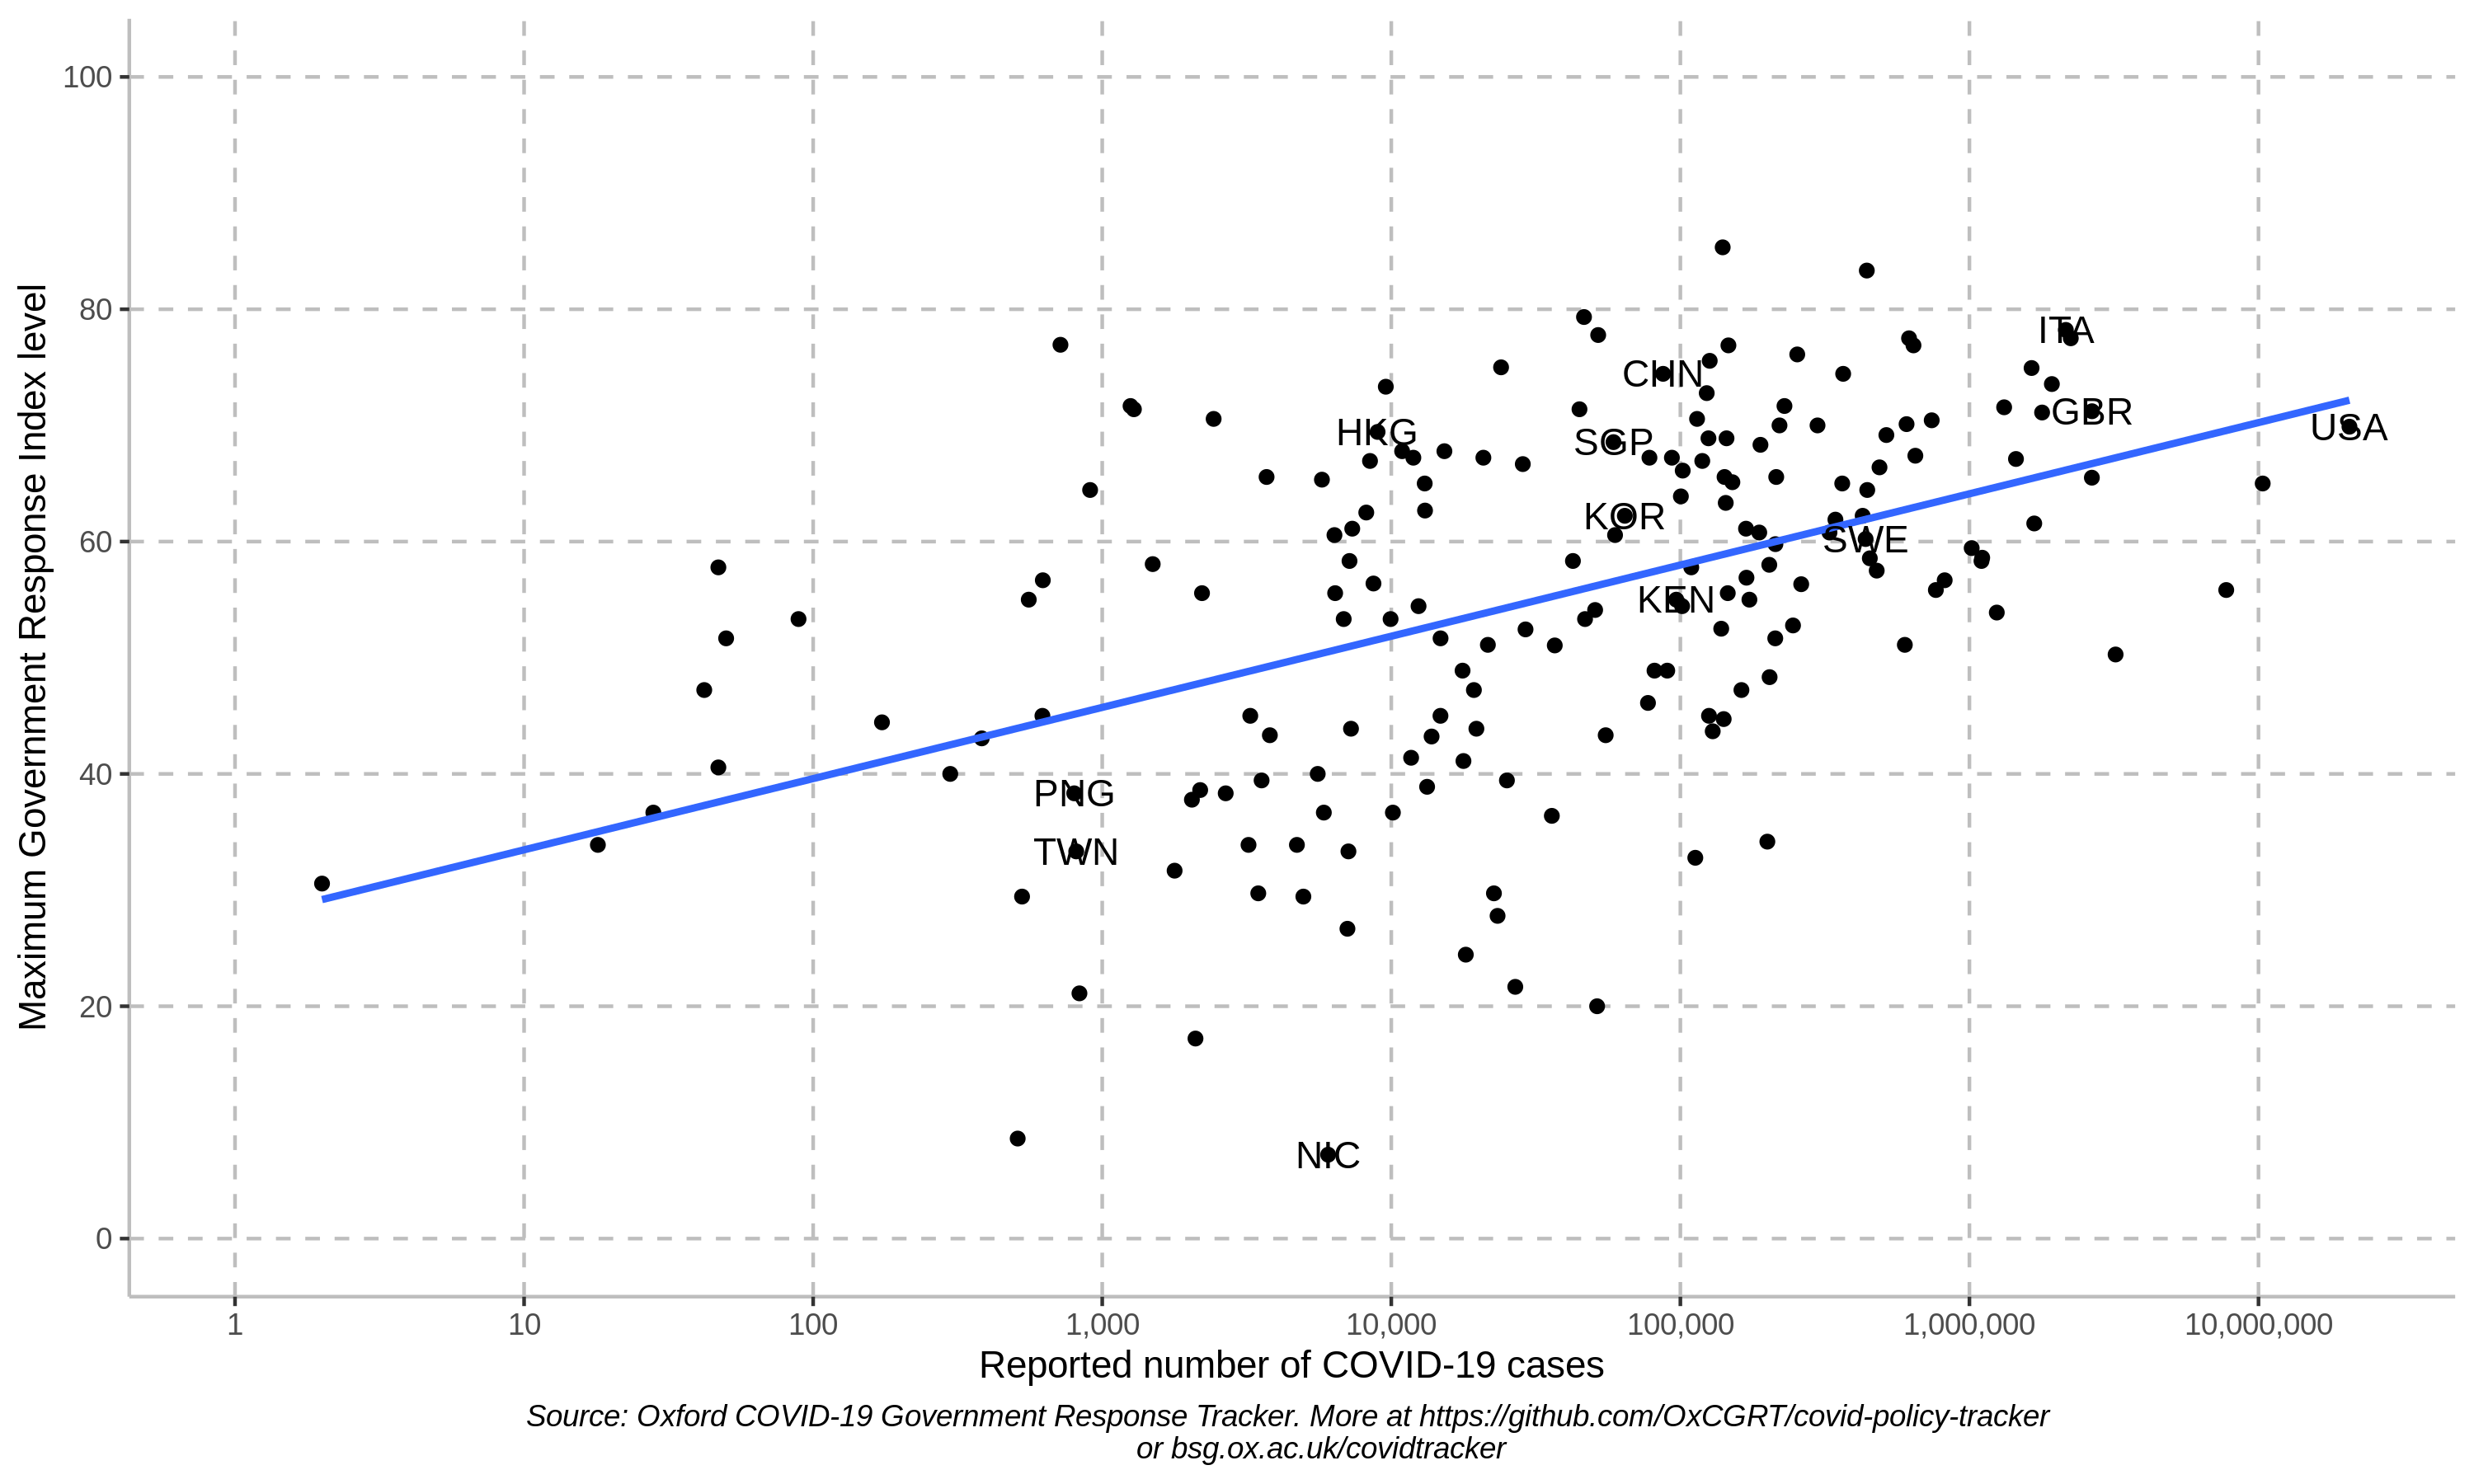 Maximum Government Response Index level
100
80
60
40
20
0
ITA
CHN
GBR
USA
HKG
SGP
KOR
SWE
KEN
PNG
TWN
NIC
1 10 100 1,000 10,000 100,000 1,000,000 10,000,000
Reported number of COVID-19 cases
Source: Oxford COVID-19 Government Response Tracker. More at https://github.com/OxCGRT/covid-policy-tracker
or bsg.ox.ac.uk/covidtracker